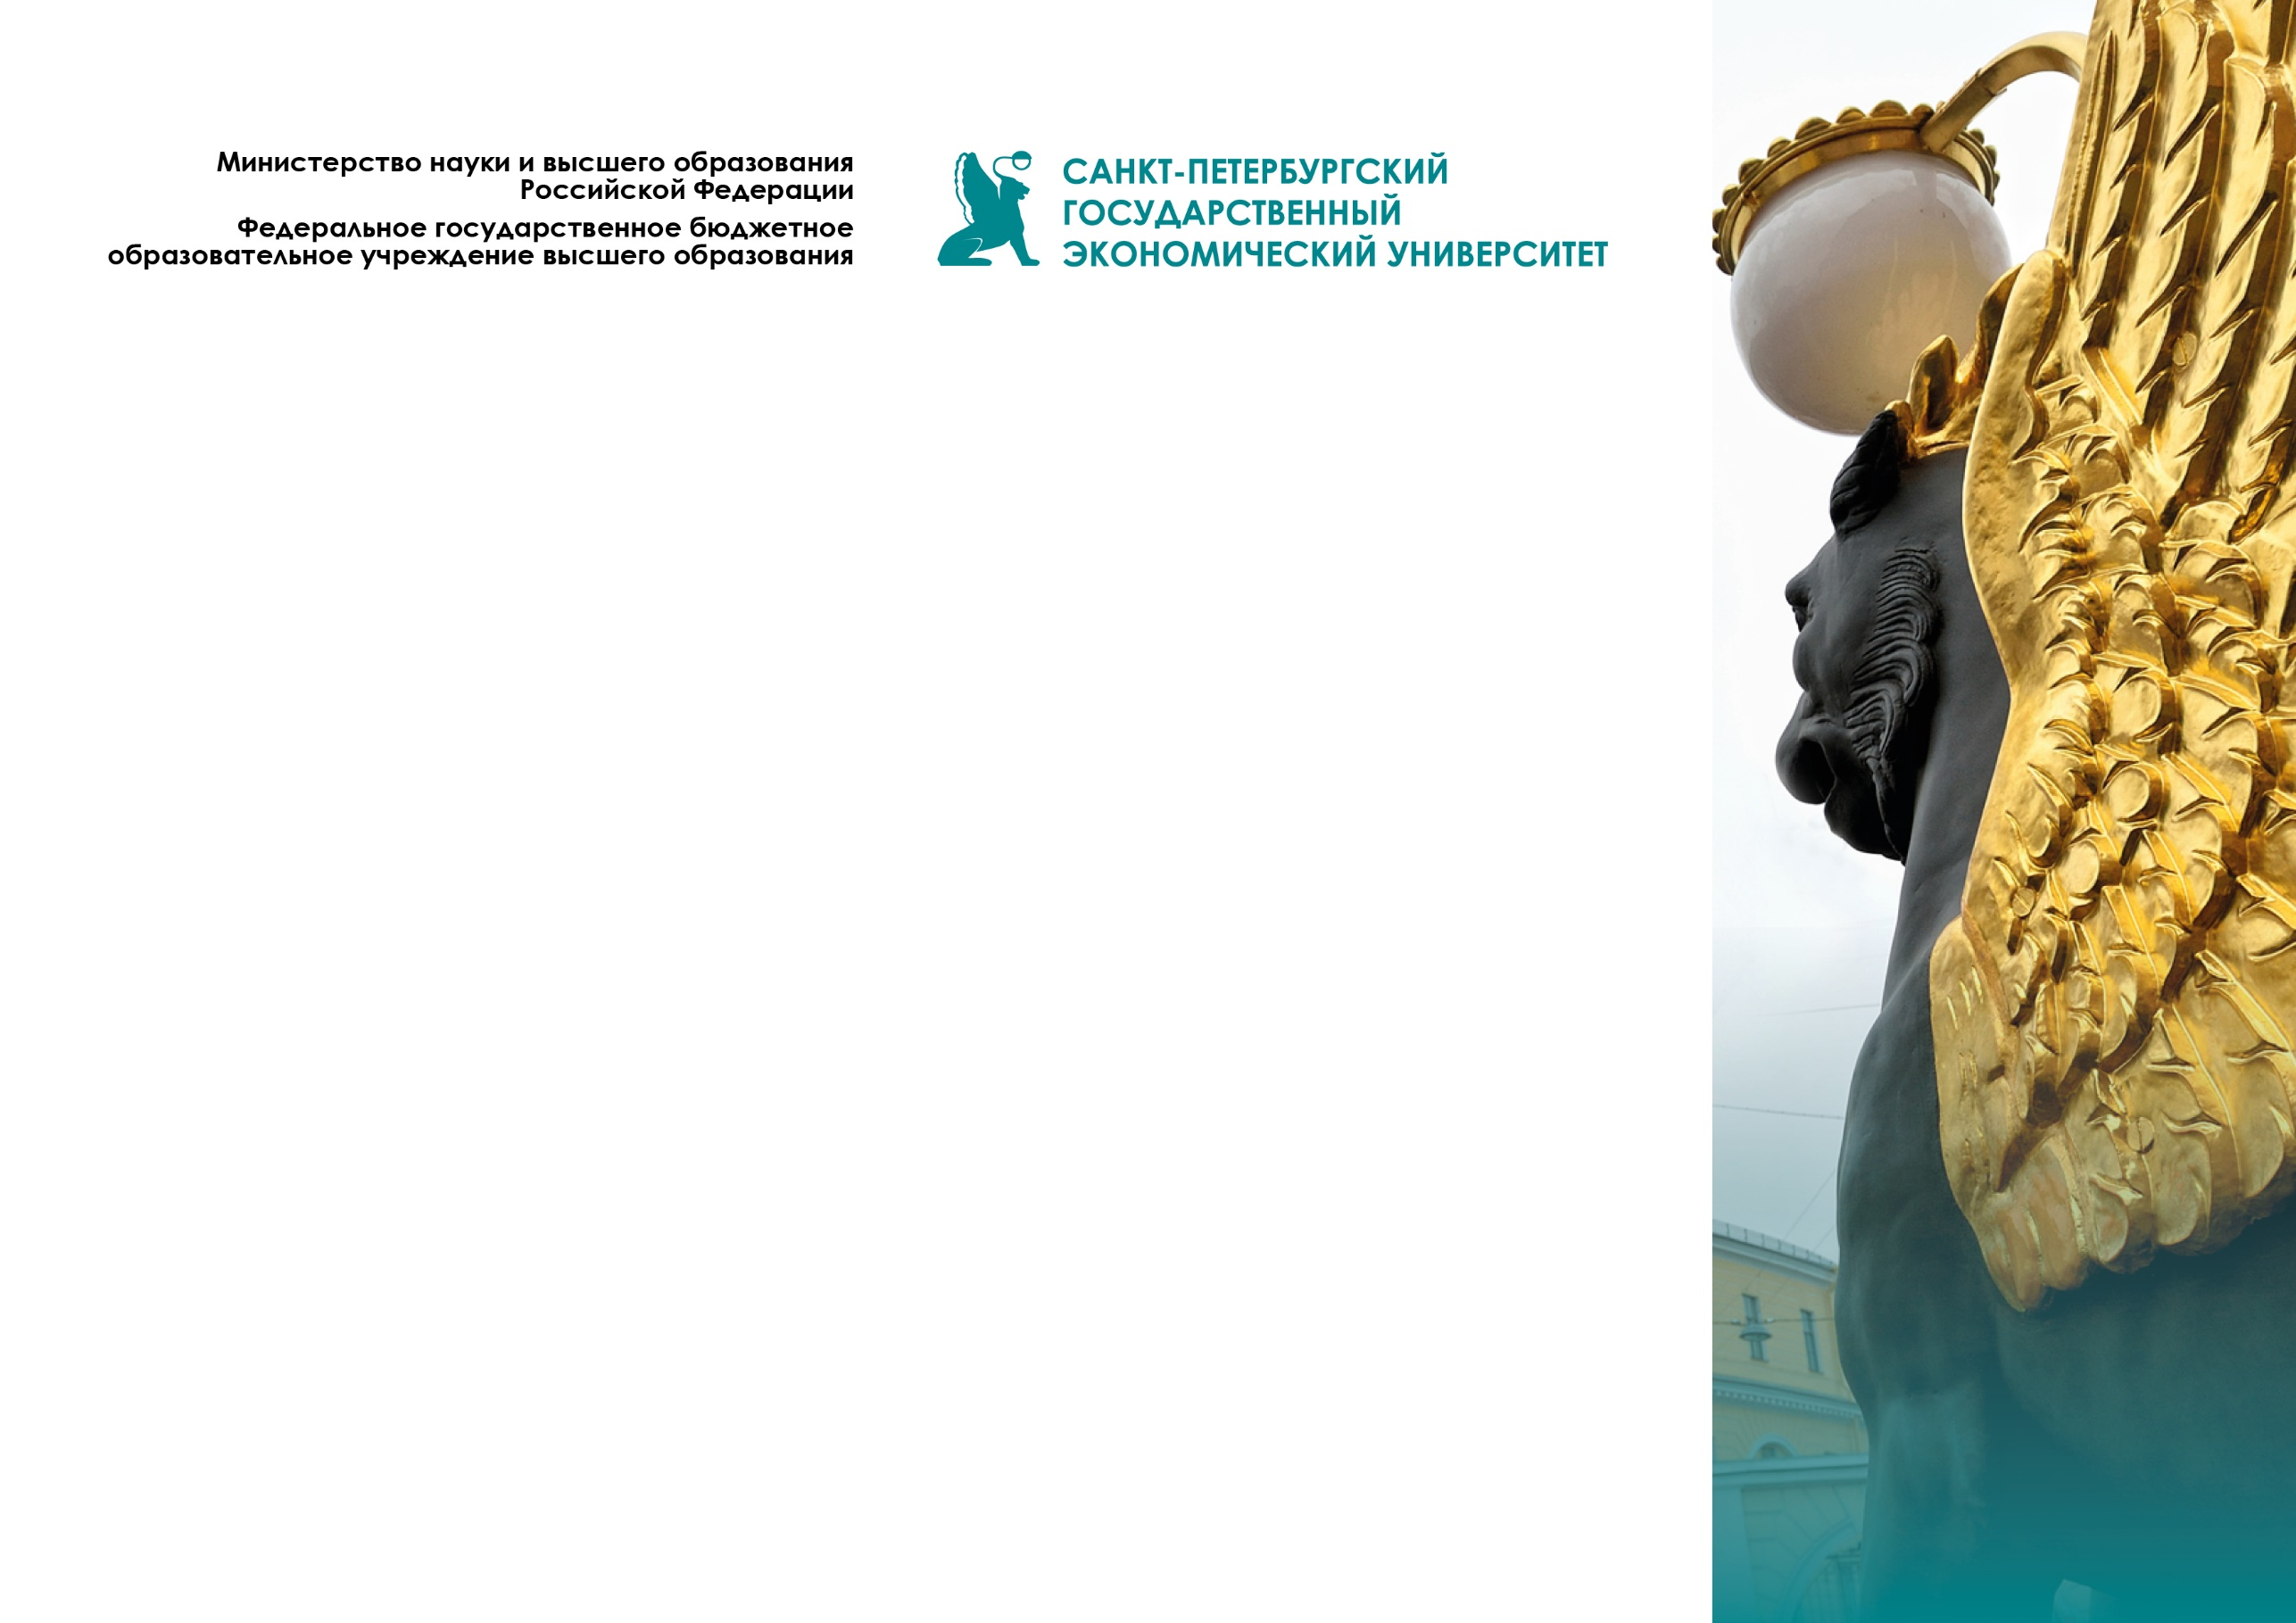 Министерство науки и высшего образования
Российской Федерации
Федеральное государственное бюджетное
образовательное учреждение высшего образования
САНКТ-ПЕТЕРБУРГСКИЙ
ГОСУДАРСТВЕННЫЙ
ЭКОНОМИЧЕСКИЙ УНИВЕРСИТЕТ